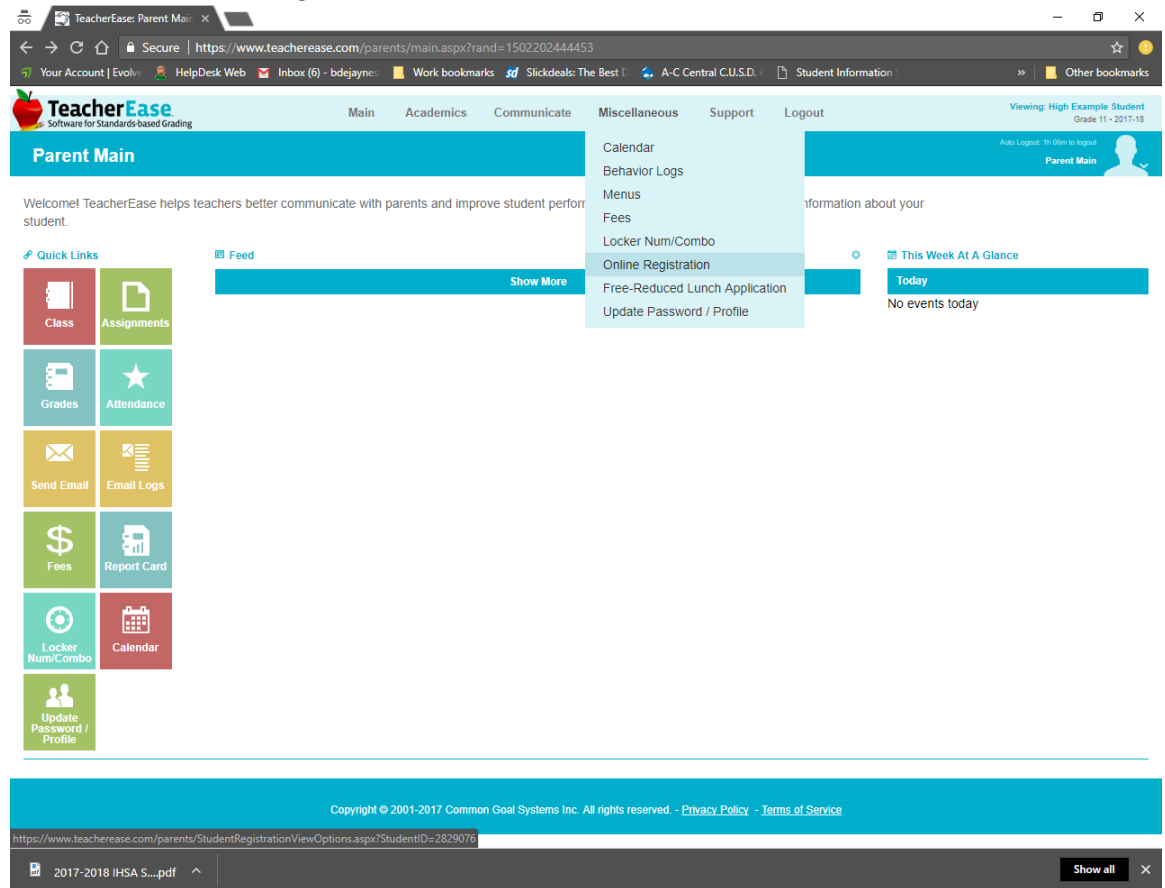 TeacherEase: Parent Main
Secure | https://www.teacherease.com/parents/main.aspx?rand=1502202444453
Your Account | Evolve HelpDesk Web Inbox (6) - bdejaynes Work bookmarks sd Slickdeals: The Best D A-C Central C.U.S.D. Student Information » Other bookmarks
TeacherEase
Software for Standards-based Grading
Main Academics Communicate Miscellaneous Support Logout
Viewing: High Example Student
Grade 11 • 2017-18
Parent Main
Auto Logout: 1h 05m to logout
Parent Main
Calendar
Behavior Logs
Menus
Fees
Locker Num/Combo
Online Registration
Free-Reduced Lunch Application
Update Password / Profile
Welcome! TeacherEase helps teachers better communicate with parents and improve student perfor
formation about your
student.
Quick Links
Feed
This Week At A Glance
Show More
Today
No events today
Class
Assignments
Grades
Attendance
Send Email
Email Logs
$
Fees
Report Card
Locker
Num/Combo
Calendar
Update
Password /
Profile
Copyright © 2001-2017 Common Goal Systems Inc. All rights reserved. - Privacy Policy - Terms of Service
https://www.teacherease.com/parents/StudentRegistrationViewOptions.aspx?StudentID=2829076
2017-2018 IHSA S....pdf
Show all